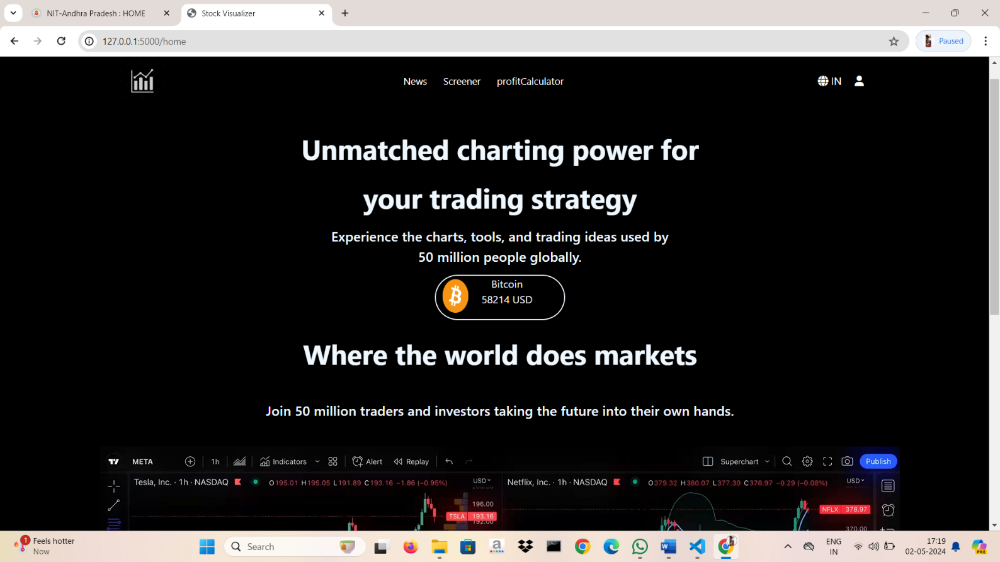 NIT-Andhra Pradesh : HOME
Stock Visualizer
127.0.0.1:5000/home
Paused
News Screener profitCalculator
IN
Unmatched charting power for
your trading strategy
Experience the charts, tools, and trading ideas used by
50 million people globally.
Bitcoin
58214 USD
Where the world does markets
Join 50 million traders and investors taking the future into their own hands.
META 1h Indicators Alert Replay Superchart Publish
Tesla, Inc. · 1h · NASDAQ O195.01 H195.05 L191.89 C193.16 −1.86 (−0.95%) USD
Netflix, Inc. · 1h · NASDAQ O379.32 H380.07 L377.30 C378.97 −0.29 (−0.08%) USD
196.00
TSLA 193.16
192.00
NFLX 378.97
370.00
1 Feels hotter
Now
Search
ENG
IN
17:19
02-05-2024
PRE